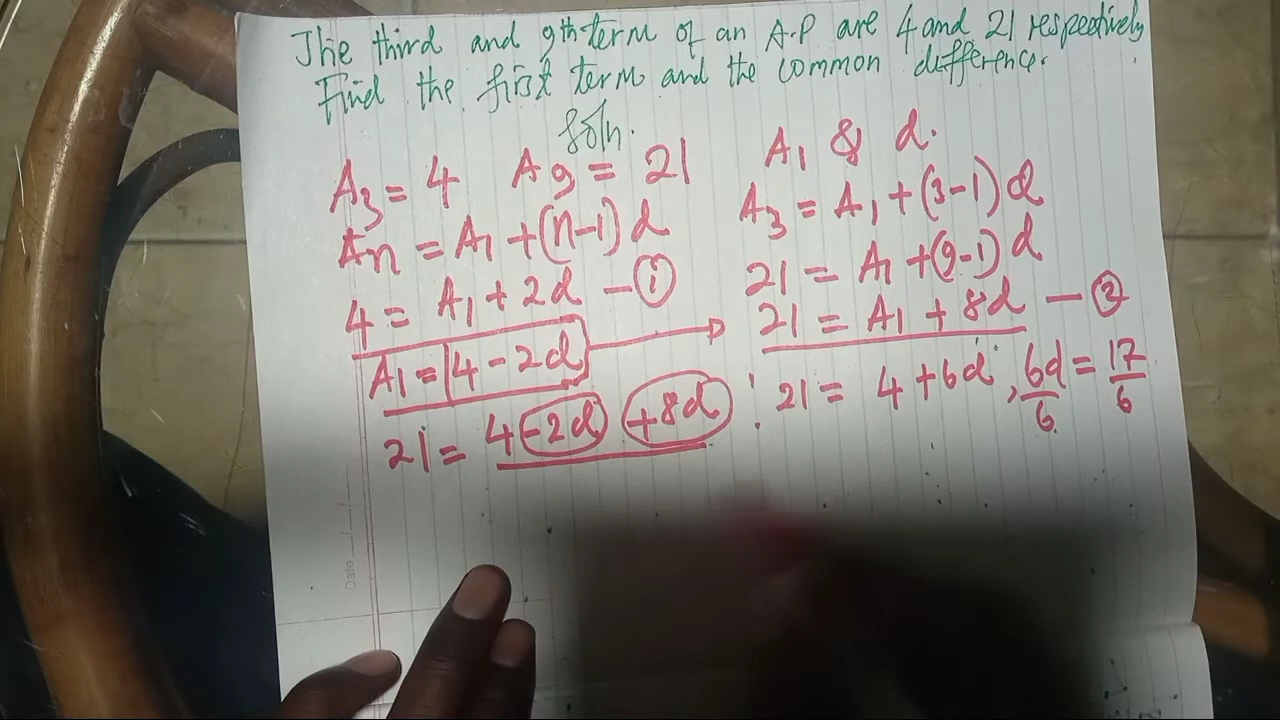 The third and 9th term of an A.P are 4 and 21 respectively
Find the first term and the common difference.
Soln.
A3 = 4 A9 = 21
An = A1 + (n-1)d
4 = A1 + 2d - (i)
A1 = 4 - 2d
21 = 4 - 2d + 8d
A1 & d.
A3 = A1 + (3-1)d
21 = A1 + (9-1)d
21 = A1 + 8d - (2)
21 = 4 + 6d, 6d/6 = 17/6
Date